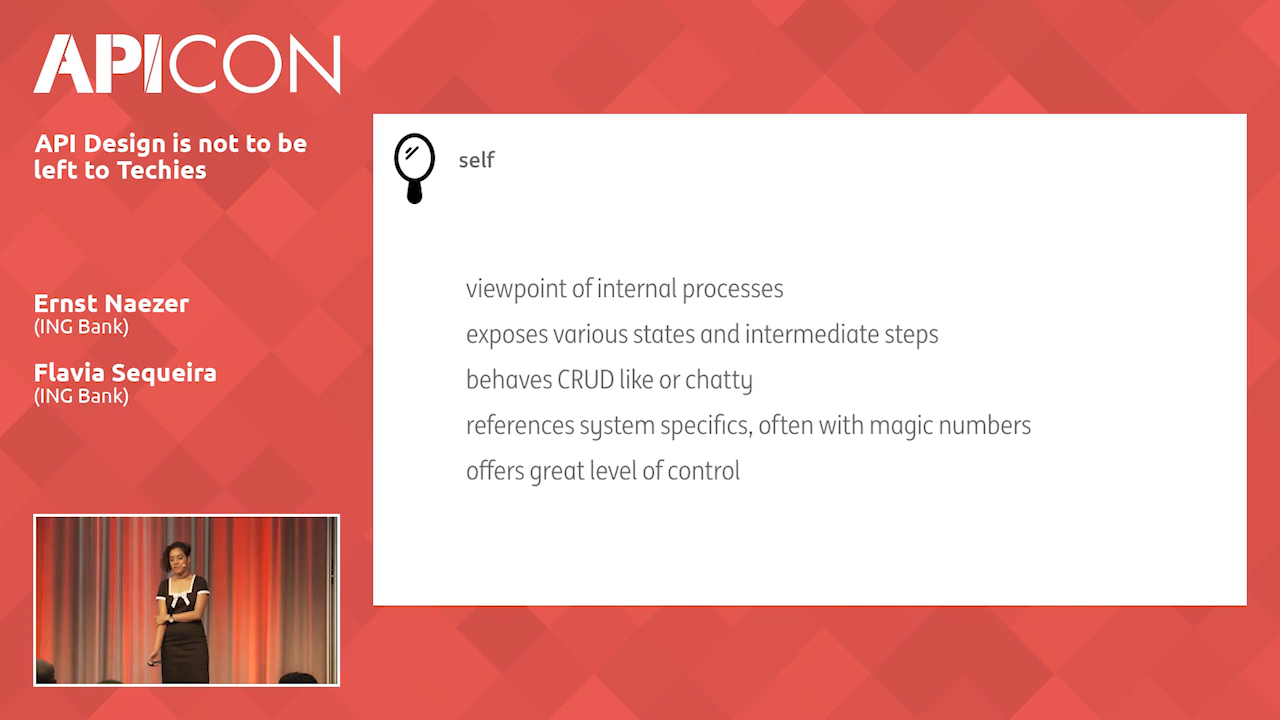 APICON
API Design is not to be
left to Techies
Ernst Naezer
(ING Bank)
Flavia Sequeira
(ING Bank)
self
viewpoint of internal processes
exposes various states and intermediate steps
behaves CRUD like or chatty
references system specifics, often with magic numbers
offers great level of control